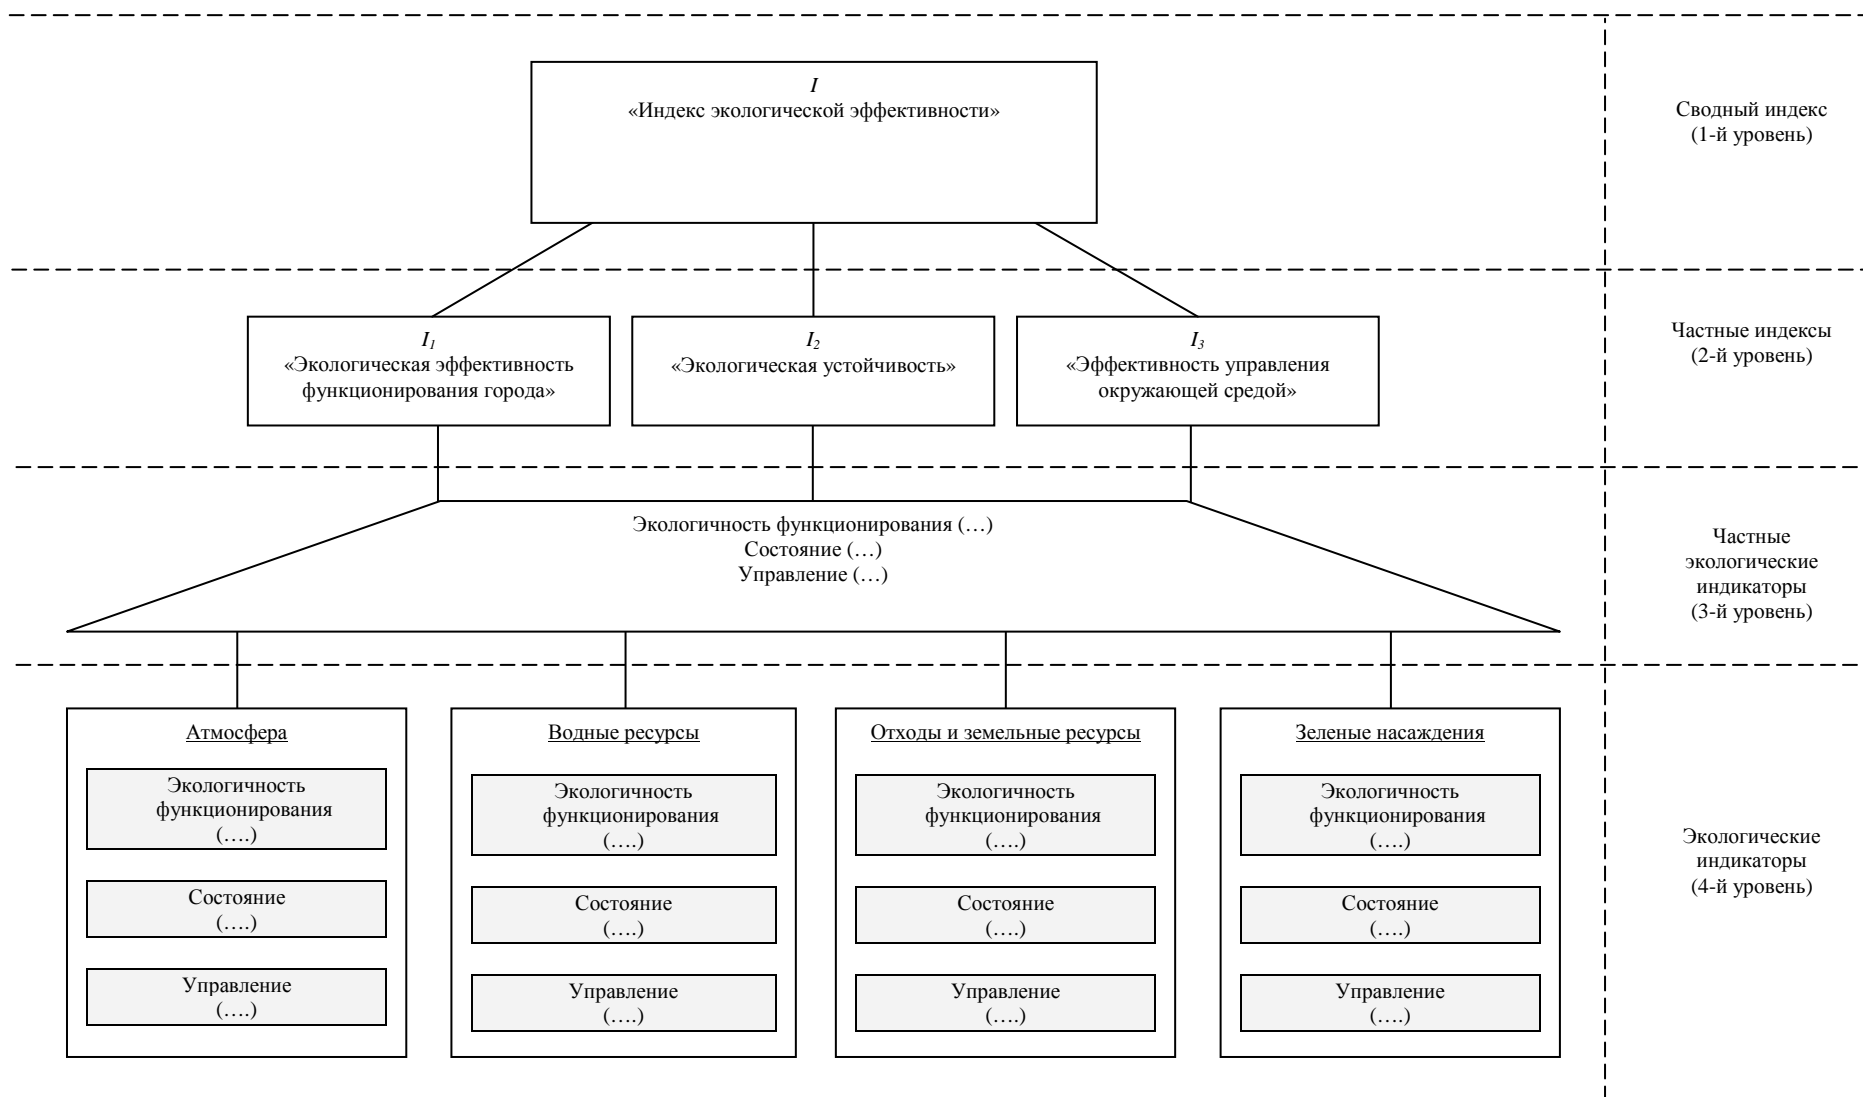 I
«Индекс экологической эффективности»
Сводный индекс
(1-й уровень)
I1
«Экологическая эффективность
функционирования города»
I2
«Экологическая устойчивость»
I3
«Эффективность управления
окружающей средой»
Частные индексы
(2-й уровень)
Экологичность функционирования (…)
Состояние (…)
Управление (…)
Частные
экологические
индикаторы
(3-й уровень)
Атмосфера
Экологичность
функционирования
(….)
Состояние
(….)
Управление
(….)
Водные ресурсы
Экологичность
функционирования
(….)
Состояние
(….)
Управление
(….)
Отходы и земельные ресурсы
Экологичность
функционирования
(….)
Состояние
(….)
Управление
(….)
Зеленые насаждения
Экологичность
функционирования
(….)
Состояние
(….)
Управление
(….)
Экологические
индикаторы
(4-й уровень)